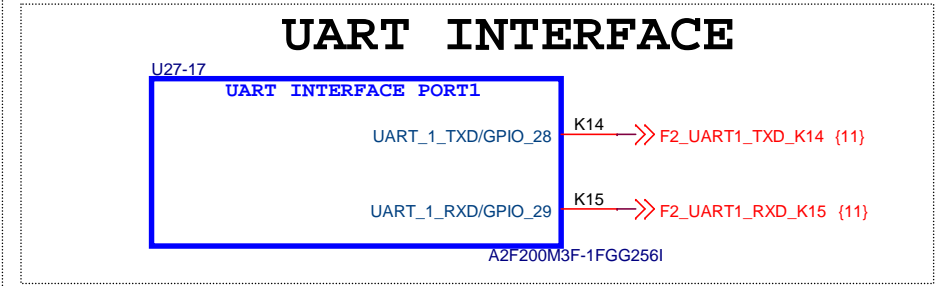 UART INTERFACE
U27-17
UART INTERFACE PORT1
UART_1_TXD/GPIO_28 K14 F2_UART1_TXD_K14 {11}
UART_1_RXD/GPIO_29 K15 F2_UART1_RXD_K15 {11}
A2F200M3F-1FGG256I